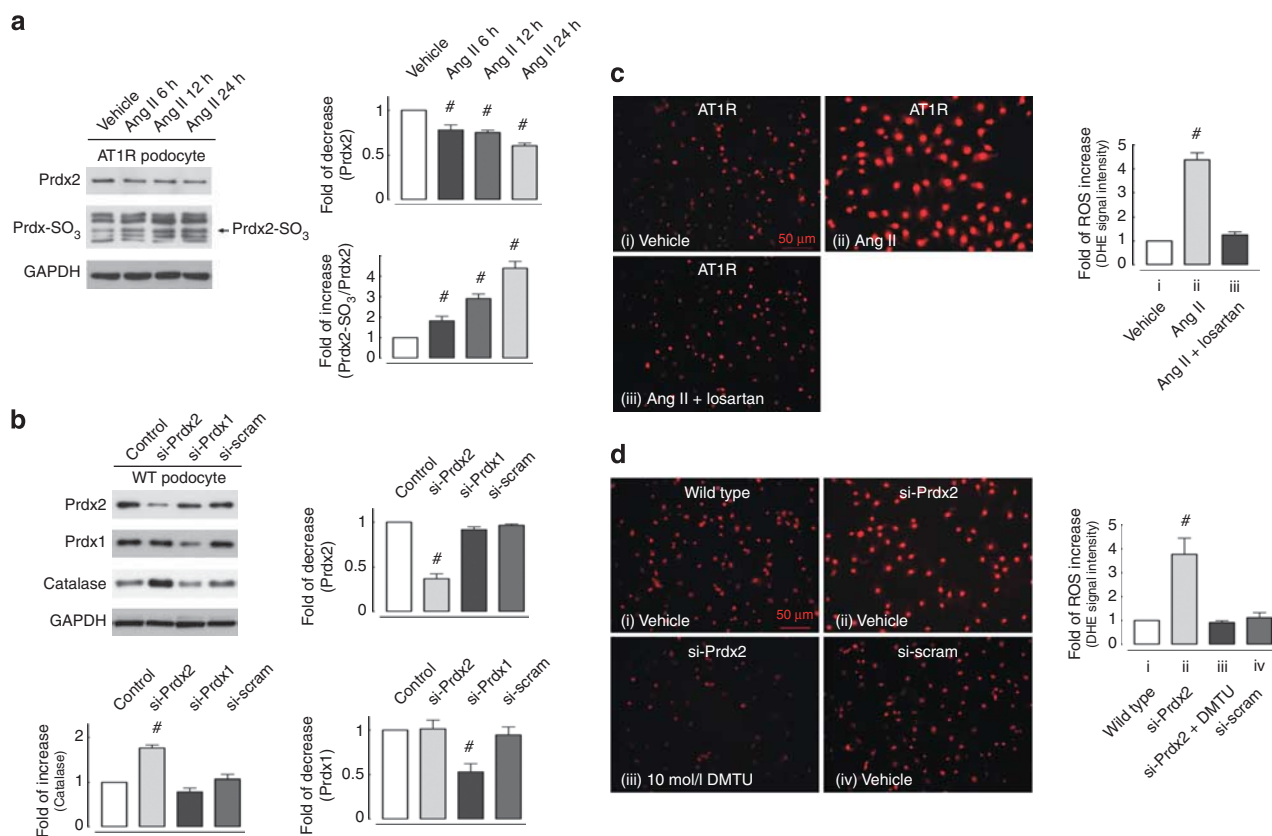 a
Vehicle
Ang II 6 h
Ang II 12 h
Ang II 24 h
AT1R podocyte
Prdx2
Prdx-SO3
Prdx2-SO3
GAPDH
Vehicle
Ang II 6 h
Ang II 12 h
Ang II 24 h
Fold of decrease
(Prdx2)
1
0.5
0
# # #
Fold of increase
(Prdx2-SO3/Prdx2)
4
2
1
0
# # #
b
Control
si-Prdx2
si-Prdx1
si-scram
WT podocyte
Prdx2
Prdx1
Catalase
GAPDH
Control
si-Prdx2
si-Prdx1
si-scram
Fold of decrease
(Prdx2)
1
0.5
0
#
Control
si-Prdx2
si-Prdx1
si-scram
Fold of increase
(Catalase)
2
1
0
#
Control
si-Prdx2
si-Prdx1
si-scram
Fold of decrease
(Prdx1)
1
0.5
0
#
c
AT1R
(i) Vehicle
50 μm
AT1R
(ii) Ang II
AT1R
(iii) Ang II + losartan
Fold of ROS increase
(DHE signal intensity)
5
4
3
2
1
0
#
i ii iii
Vehicle
Ang II
Ang II + losartan
d
Wild type
(i) Vehicle
50 μm
si-Prdx2
(ii) Vehicle
si-Prdx2
(iii) 10 mol/l DMTU
si-scram
(iv) Vehicle
Fold of ROS increase
(DHE signal intensity)
5
4
3
2
1
0
#
i ii iii iv
Wild type
si-Prdx2
si-Prdx2 + DMTU
si-scram